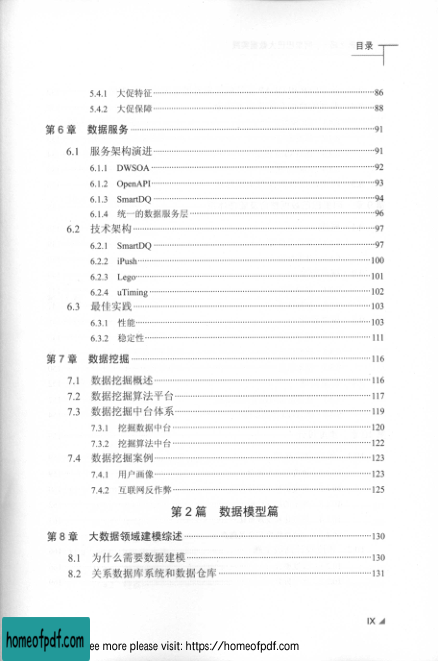 目录
5.4.1 大促特征 86
5.4.2 大促保障 88
第 6 章 数据服务 91
6.1 服务架构演进 91
6.1.1 DWSOA 92
6.1.2 OpenAPI 93
6.1.3 SmartDQ 94
6.1.4 统一的数据服务层 96
6.2 技术架构 97
6.2.1 SmartDQ 97
6.2.2 iPush 100
6.2.3 Lego 101
6.2.4 uTiming 102
6.3 最佳实践 103
6.3.1 性能 103
6.3.2 稳定性 111
第 7 章 数据挖掘 116
7.1 数据挖掘概述 116
7.2 数据挖掘算法平台 117
7.3 数据挖掘中台体系 119
7.3.1 挖掘数据中台 120
7.3.2 挖掘算法中台 122
7.4 数据挖掘案例 123
7.4.1 用户画像 123
7.4.2 互联网反作弊 125
第 2 篇 数据模型篇
第 8 章 大数据领域建模综述 130
8.1 为什么需要数据建模 130
8.2 关系数据库系统和数据仓库 131
IX
homeofpdf.com
ee more please visit: https://homeofpdf.com